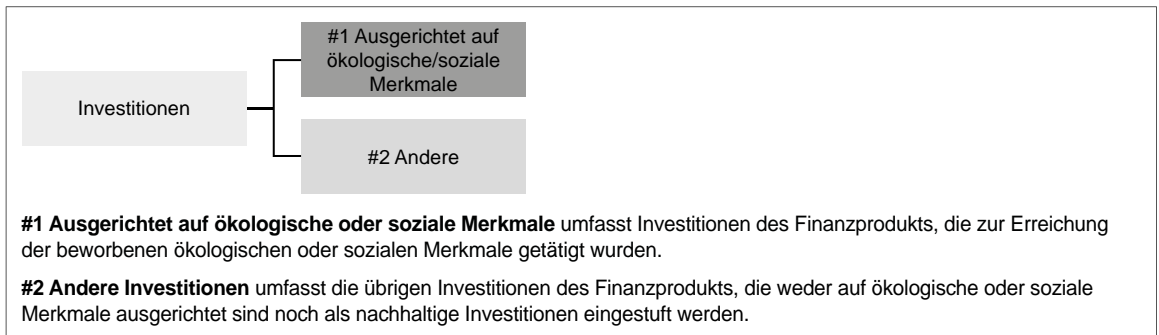 #1 Ausgerichtet auf
ökologische/soziale
Merkmale
Investitionen
#2 Andere
#1 Ausgerichtet auf ökologische oder soziale Merkmale umfasst Investitionen des Finanzprodukts, die zur Erreichung
der beworbenen ökologischen oder sozialen Merkmale getätigt wurden.
#2 Andere Investitionen umfasst die übrigen Investitionen des Finanzprodukts, die weder auf ökologische oder soziale
Merkmale ausgerichtet sind noch als nachhaltige Investitionen eingestuft werden.